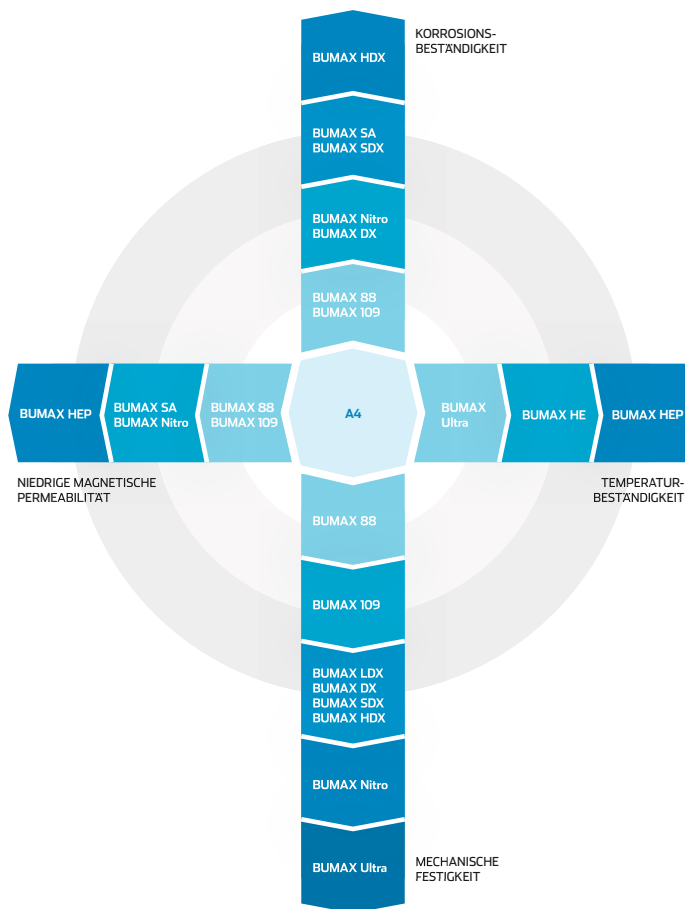 KORROSIONS-
BESTÄNDIGKEIT
BUMAX HDX
BUMAX SA
BUMAX SDX
BUMAX Nitro
BUMAX DX
BUMAX 88
BUMAX 109
BUMAX HEP
BUMAX SA
BUMAX Nitro
BUMAX 88
BUMAX 109
A4
BUMAX
Ultra
BUMAX HE
BUMAX HEP
NIEDRIGE MAGNETISCHE
PERMEABILITÄT
TEMPERATUR-
BESTÄNDIGKEIT
BUMAX 88
BUMAX 109
BUMAX LDX
BUMAX DX
BUMAX SDX
BUMAX HDX
BUMAX Nitro
BUMAX Ultra
MECHANISCHE
FESTIGKEIT